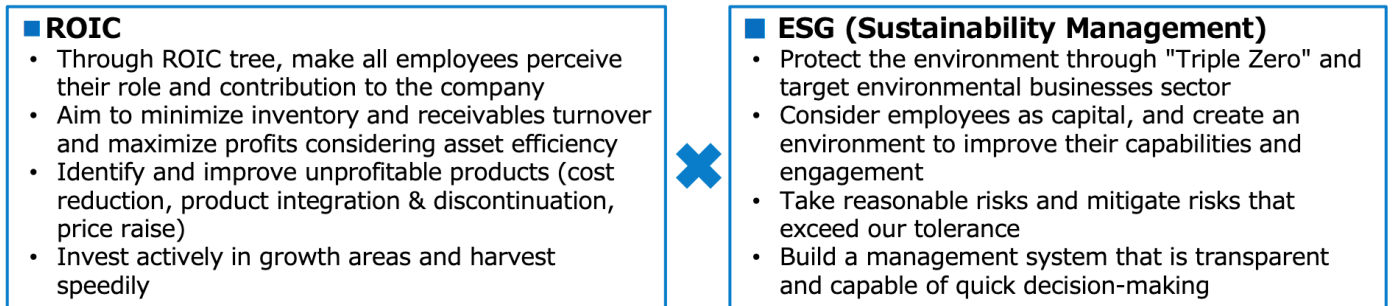 ■ ROIC
• Through ROIC tree, make all employees perceive
their role and contribution to the company
• Aim to minimize inventory and receivables turnover
and maximize profits considering asset efficiency
• Identify and improve unprofitable products (cost
reduction, product integration & discontinuation,
price raise)
• Invest actively in growth areas and harvest
speedily
■ ESG (Sustainability Management)
• Protect the environment through "Triple Zero" and
target environmental businesses sector
• Consider employees as capital, and create an
environment to improve their capabilities and
engagement
• Take reasonable risks and mitigate risks that
exceed our tolerance
• Build a management system that is transparent
and capable of quick decision-making